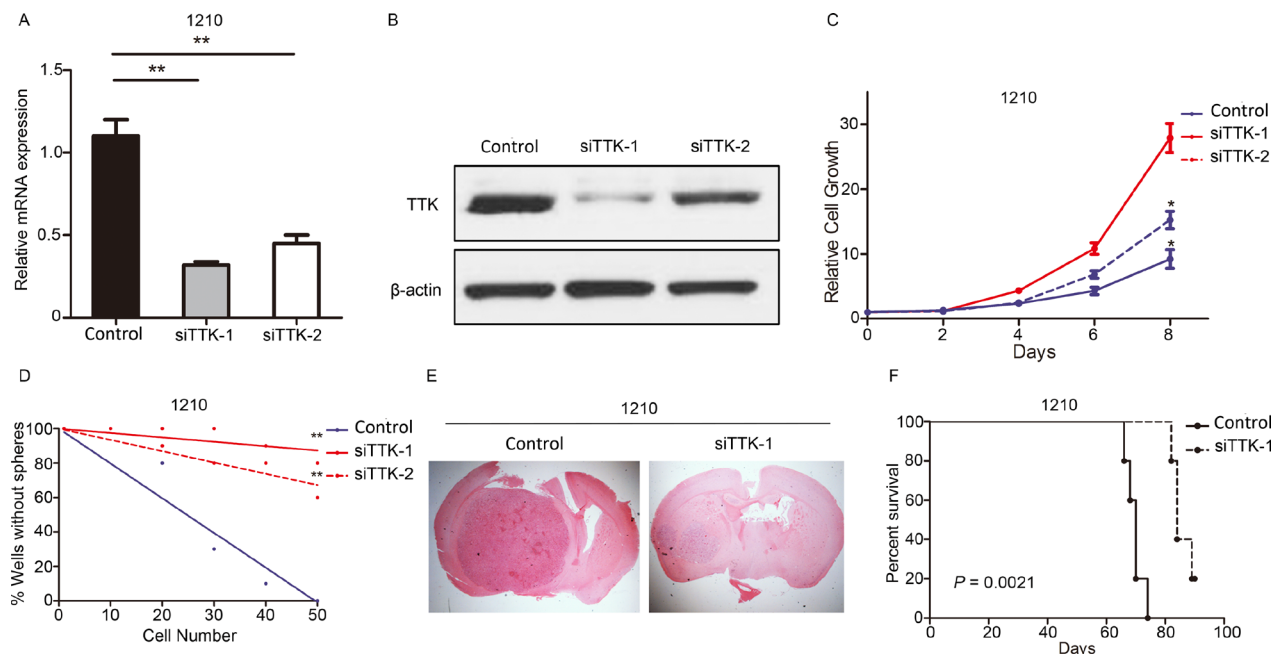 A
1210
**
**
1.5
1.0
0.5
0
Relative mRNA expression
Control
siTTK-1
siTTK-2
B
Control
siTTK-1
siTTK-2
TTK
β-actin
C
1210
Control
siTTK-1
siTTK-2
30
20
10
0
Relative Cell Growth
*
*
0
2
4
6
8
Days
D
1210
Control
siTTK-1
siTTK-2
**
**
100
80
60
40
20
0
% Wells without spheres
10
20
30
40
50
Cell Number
E
1210
Control
siTTK-1
F
1210
Control
siTTK-1
100
80
60
40
20
0
Percent survival
P = 0.0021
0
20
40
60
80
100
Days